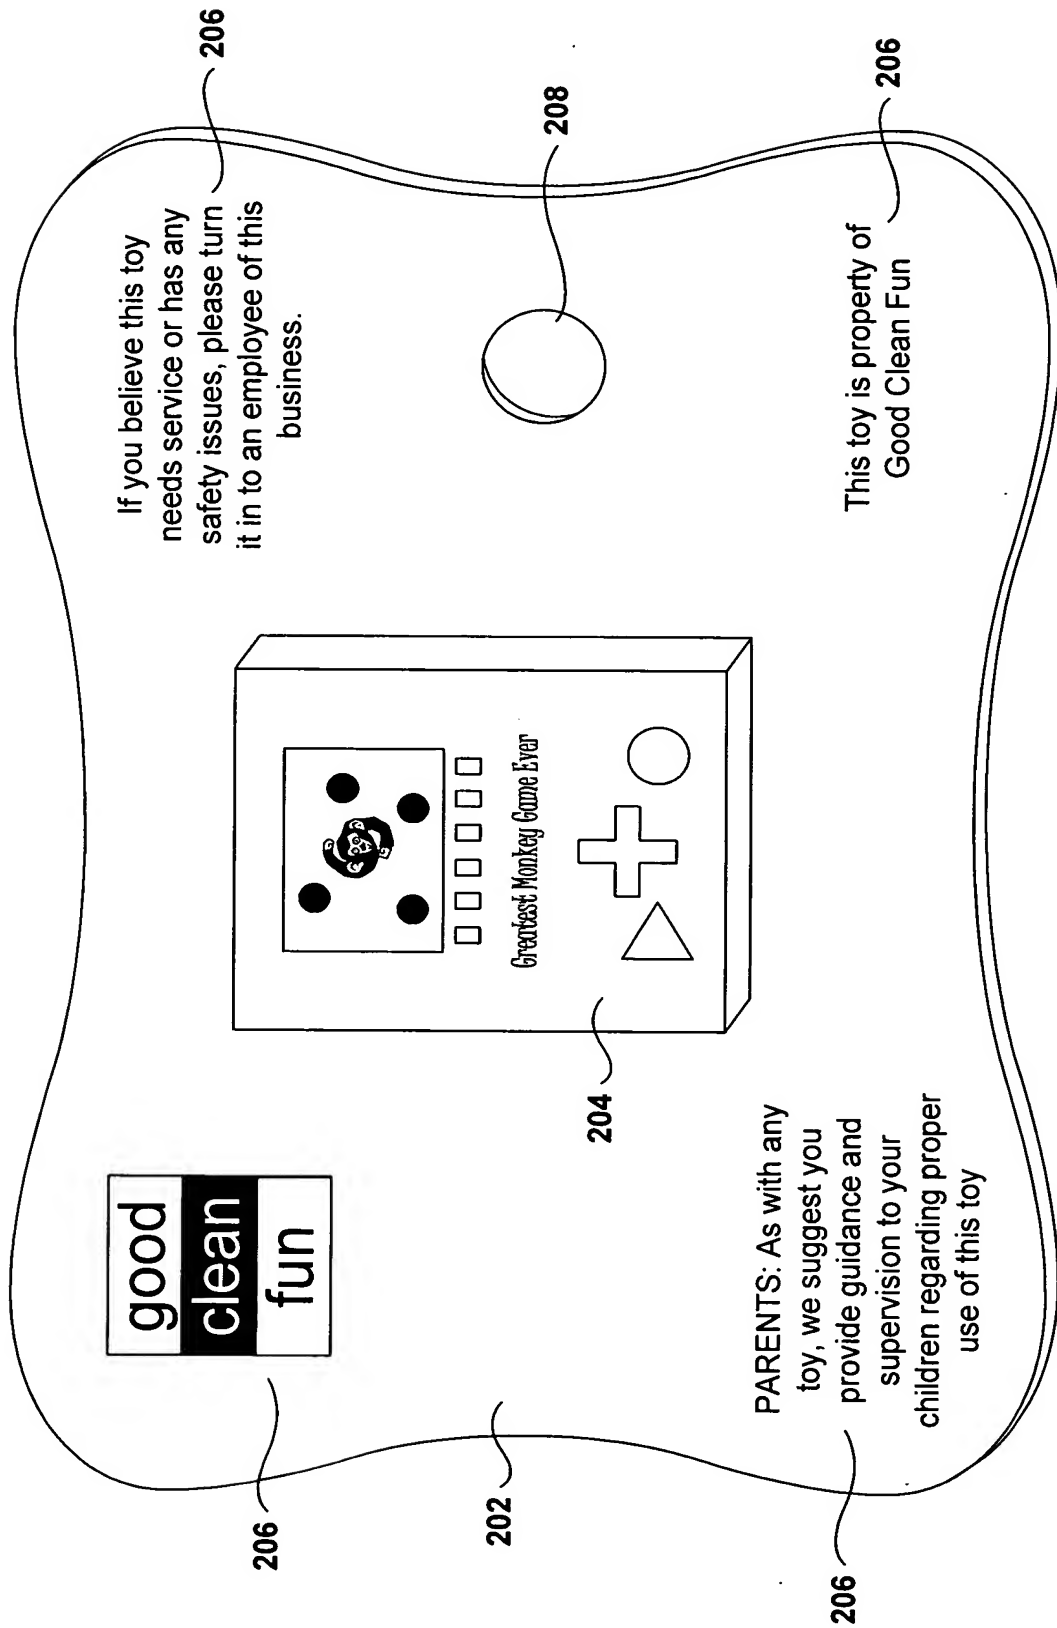 good
clean
fun
206
202
PARENTS: As with any
toy, we suggest you
provide guidance and
supervision to your
children regarding proper
use of this toy
206
Greatest Monkey Game Ever
204
If you believe this toy
needs service or has any
safety issues, please turn
it in to an employee of this
business.
206
208
This toy is property of
Good Clean Fun
206